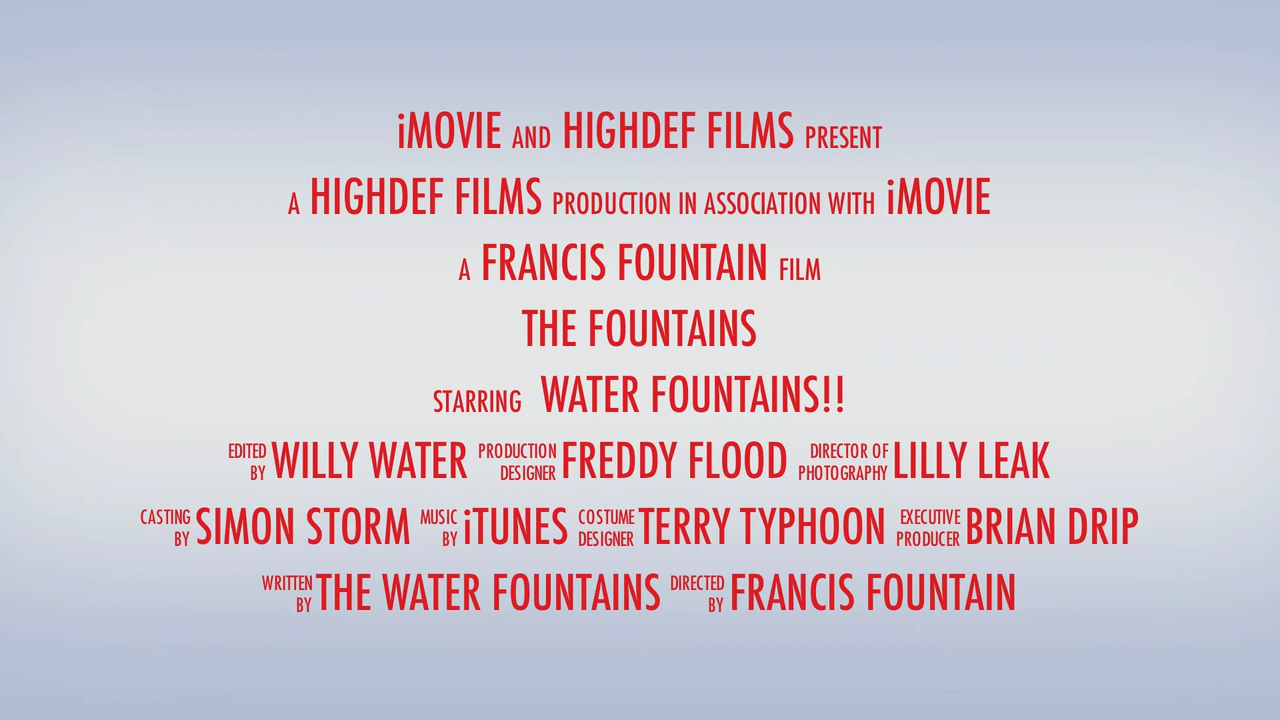 iMOVIE AND HIGHDEF FILMS PRESENT
A HIGHDEF FILMS PRODUCTION IN ASSOCIATION WITH iMOVIE
A FRANCIS FOUNTAIN FILM
THE FOUNTAINS
STARRING WATER FOUNTAINS!!
EDITED BY WILLY WATER PRODUCTION DESIGNER FREDDY FLOOD DIRECTOR OF PHOTOGRAPHY LILLY LEAK
CASTING BY SIMON STORM MUSIC BY iTUNES COSTUME DESIGNER TERRY TYPHOON EXECUTIVE PRODUCER BRIAN DRIP
WRITTEN BY THE WATER FOUNTAINS DIRECTED BY FRANCIS FOUNTAIN